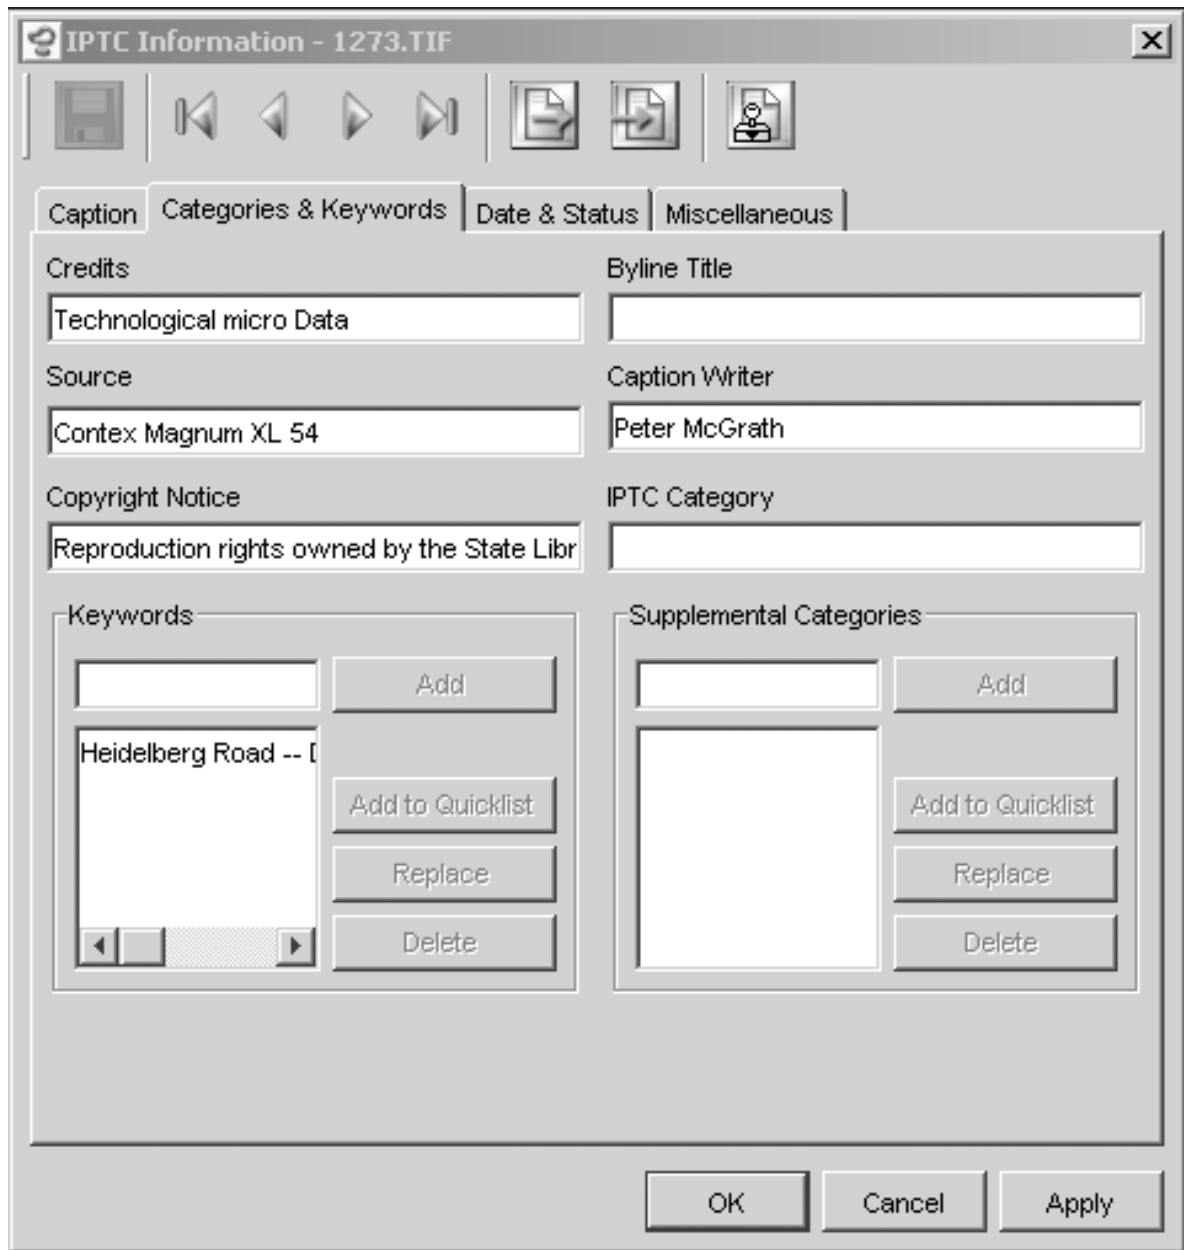 IPTC Information - 1273.TIF
Caption
Categories & Keywords
Date & Status
Miscellaneous
Credits
Byline Title
Technological micro Data
Source
Caption Writer
Contex Magnum XL 54
Peter McGrath
Copyright Notice
IPTC Category
Reproduction rights owned by the State Libr
Keywords
Supplemental Categories
Add
Add
Heidelberg Road --
Add to Quicklist
Add to Quicklist
Replace
Replace
Delete
Delete
OK
Cancel
Apply